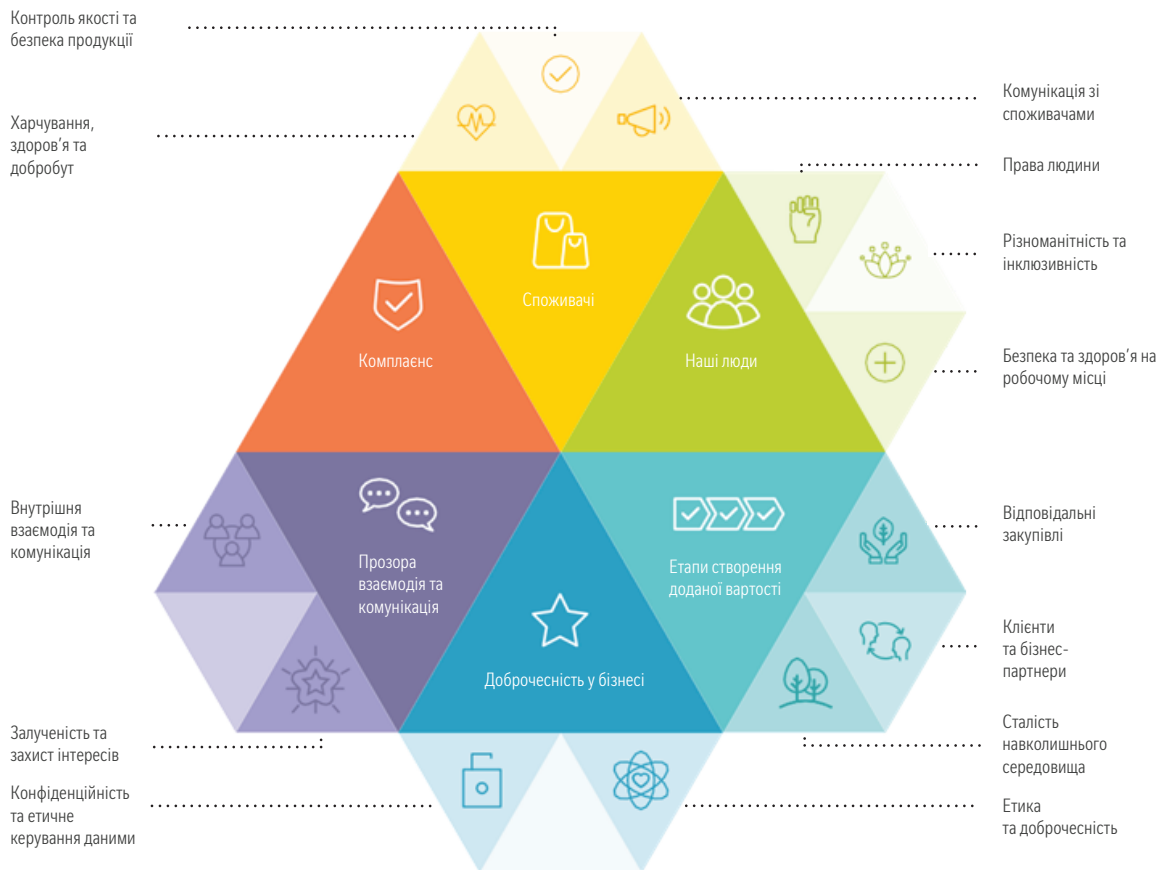 Контроль якості та
безпека продукції
Харчування,
здоров’я та
добробут
Комунікація зі
споживачами
Права людини
Різноманітність та
інклюзивність
Безпека та здоров’я на
робочому місці
Споживачі
Комплаєнс
Наші люди
Внутрішня
взаємодія та
комунікація
Прозора
взаємодія та
комунікація
Етапи створення
доданої вартості
Доброчесність у бізнесі
Відповідальні
закупівлі
Клієнти
та бізнес-
партнери
Сталість
навколишнього
середовища
Залученість та
захист інтересів
Конфіденційність
та етичне
керування даними
Етика
та доброчесність